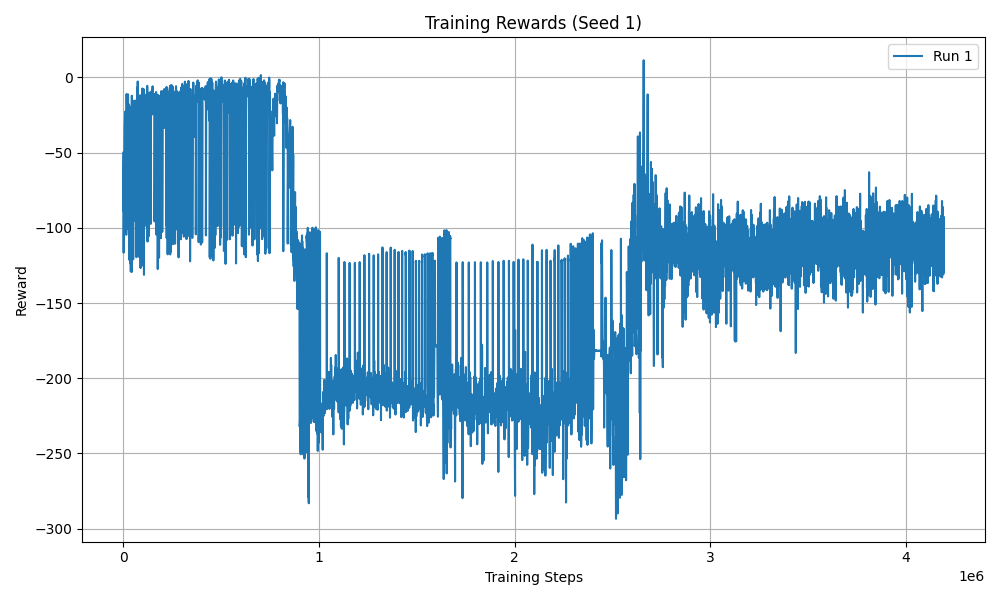 Training Rewards (Seed 1)
Run 1
Reward
0
−50
−100
−150
−200
−250
−300
0
1
2
3
4
1e6
Training Steps